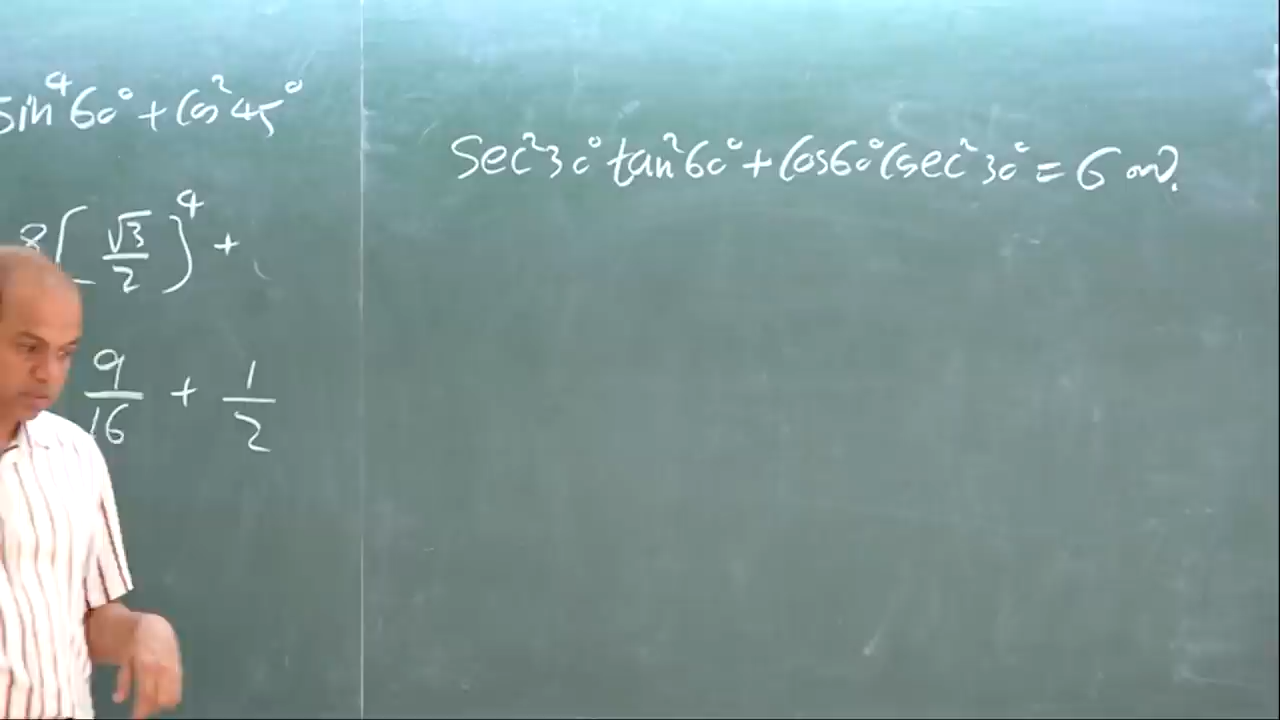 sin⁴60° + cos²45°
8(√3/2)⁴ +
9/16 + 1/2
Sec²30° tan²60° + Cos60° Cosec²30° = 6